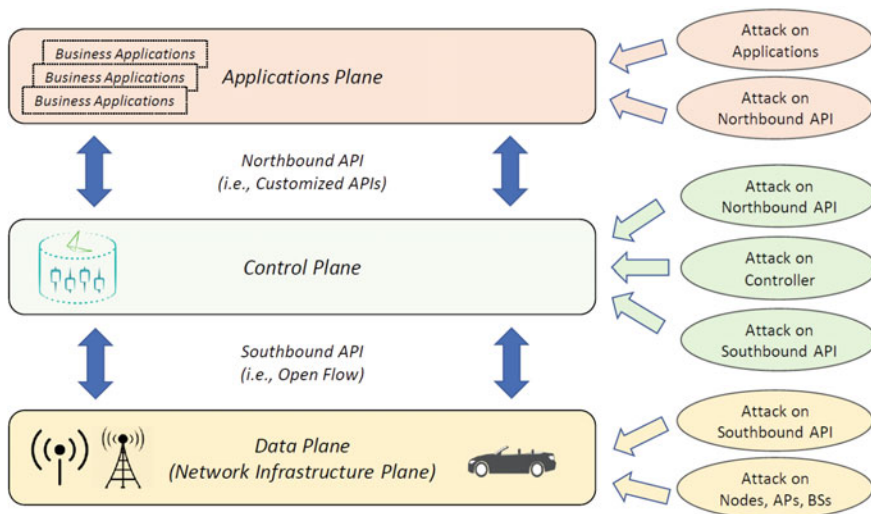 Business Applications
Business Applications
Business Applications
Applications Plane
Attack on
Applications
Attack on
Northbound API
Northbound API
(i.e., Customized APIs)
Attack on
Northbound API
Control Plane
Attack on
Controller
Attack on
Southbound API
Southbound API
(i.e., Open Flow)
Attack on
Southbound API
Data Plane
(Network Infrastructure Plane)
Attack on
Nodes, APs, BSs